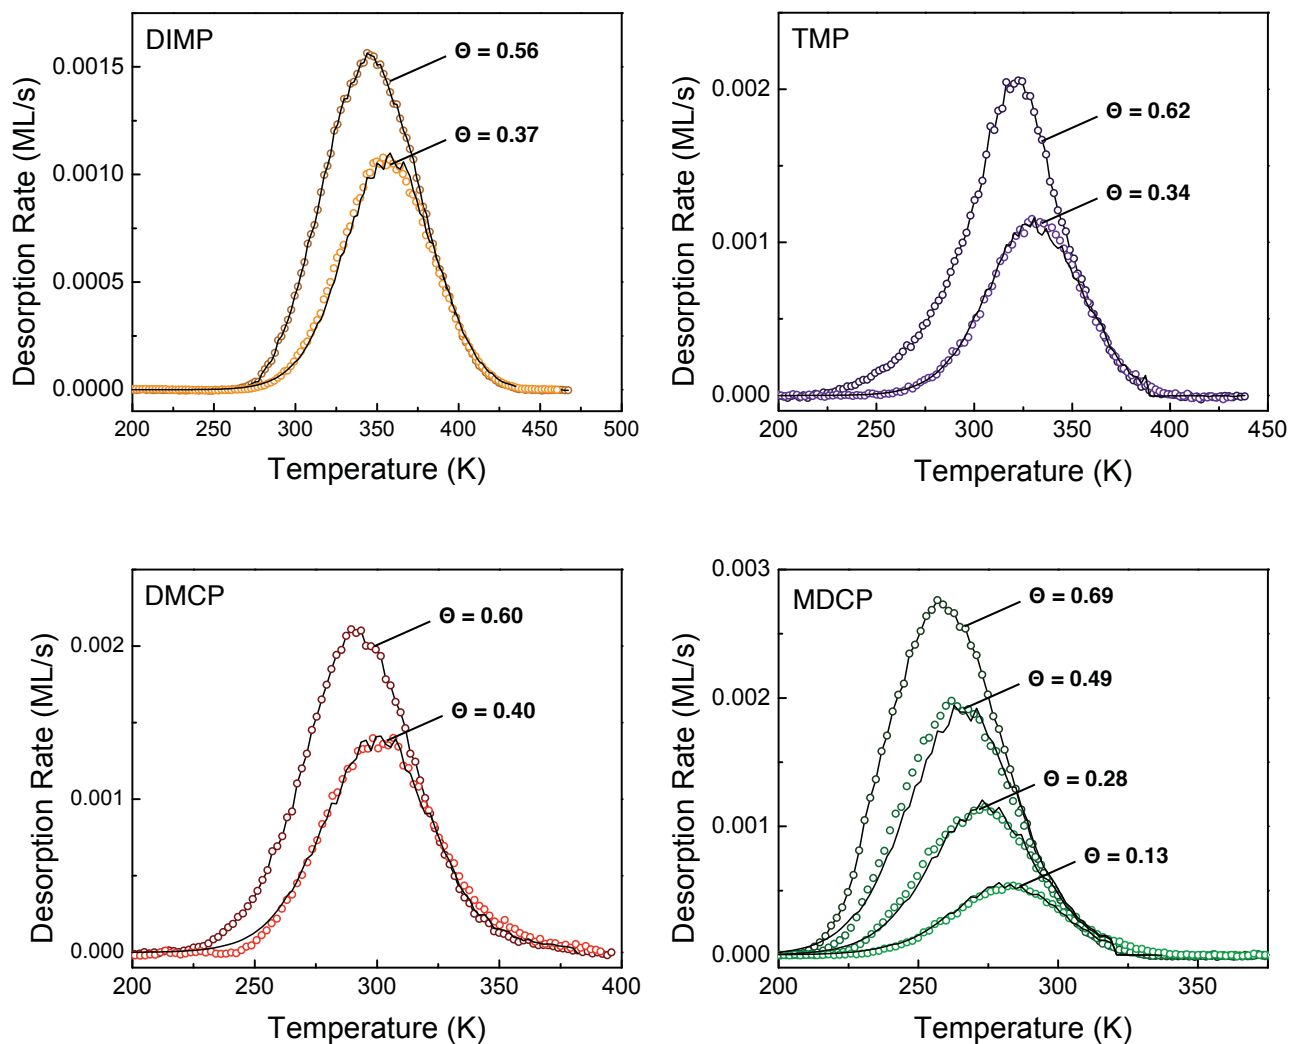 DIMP
Θ = 0.56
Θ = 0.37
Desorption Rate (ML/s)
0.0015
0.0010
0.0005
0.0000
200 250 300 350 400 450 500
Temperature (K)
TMP
Θ = 0.62
Θ = 0.34
Desorption Rate (ML/s)
0.002
0.001
0.000
200 250 300 350 400 450
Temperature (K)
DMCP
Θ = 0.60
Θ = 0.40
Desorption Rate (ML/s)
0.002
0.001
0.000
200 250 300 350 400
Temperature (K)
MDCP
Θ = 0.69
Θ = 0.49
Θ = 0.28
Θ = 0.13
Desorption Rate (ML/s)
0.003
0.002
0.001
0.000
200 250 300 350
Temperature (K)